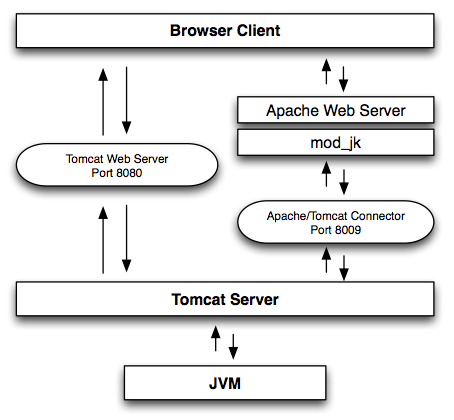 Browser Client
Apache Web Server
mod_jk
Tomcat Web Server
Port 8080
Apache/Tomcat Connector
Port 8009
Tomcat Server
JVM